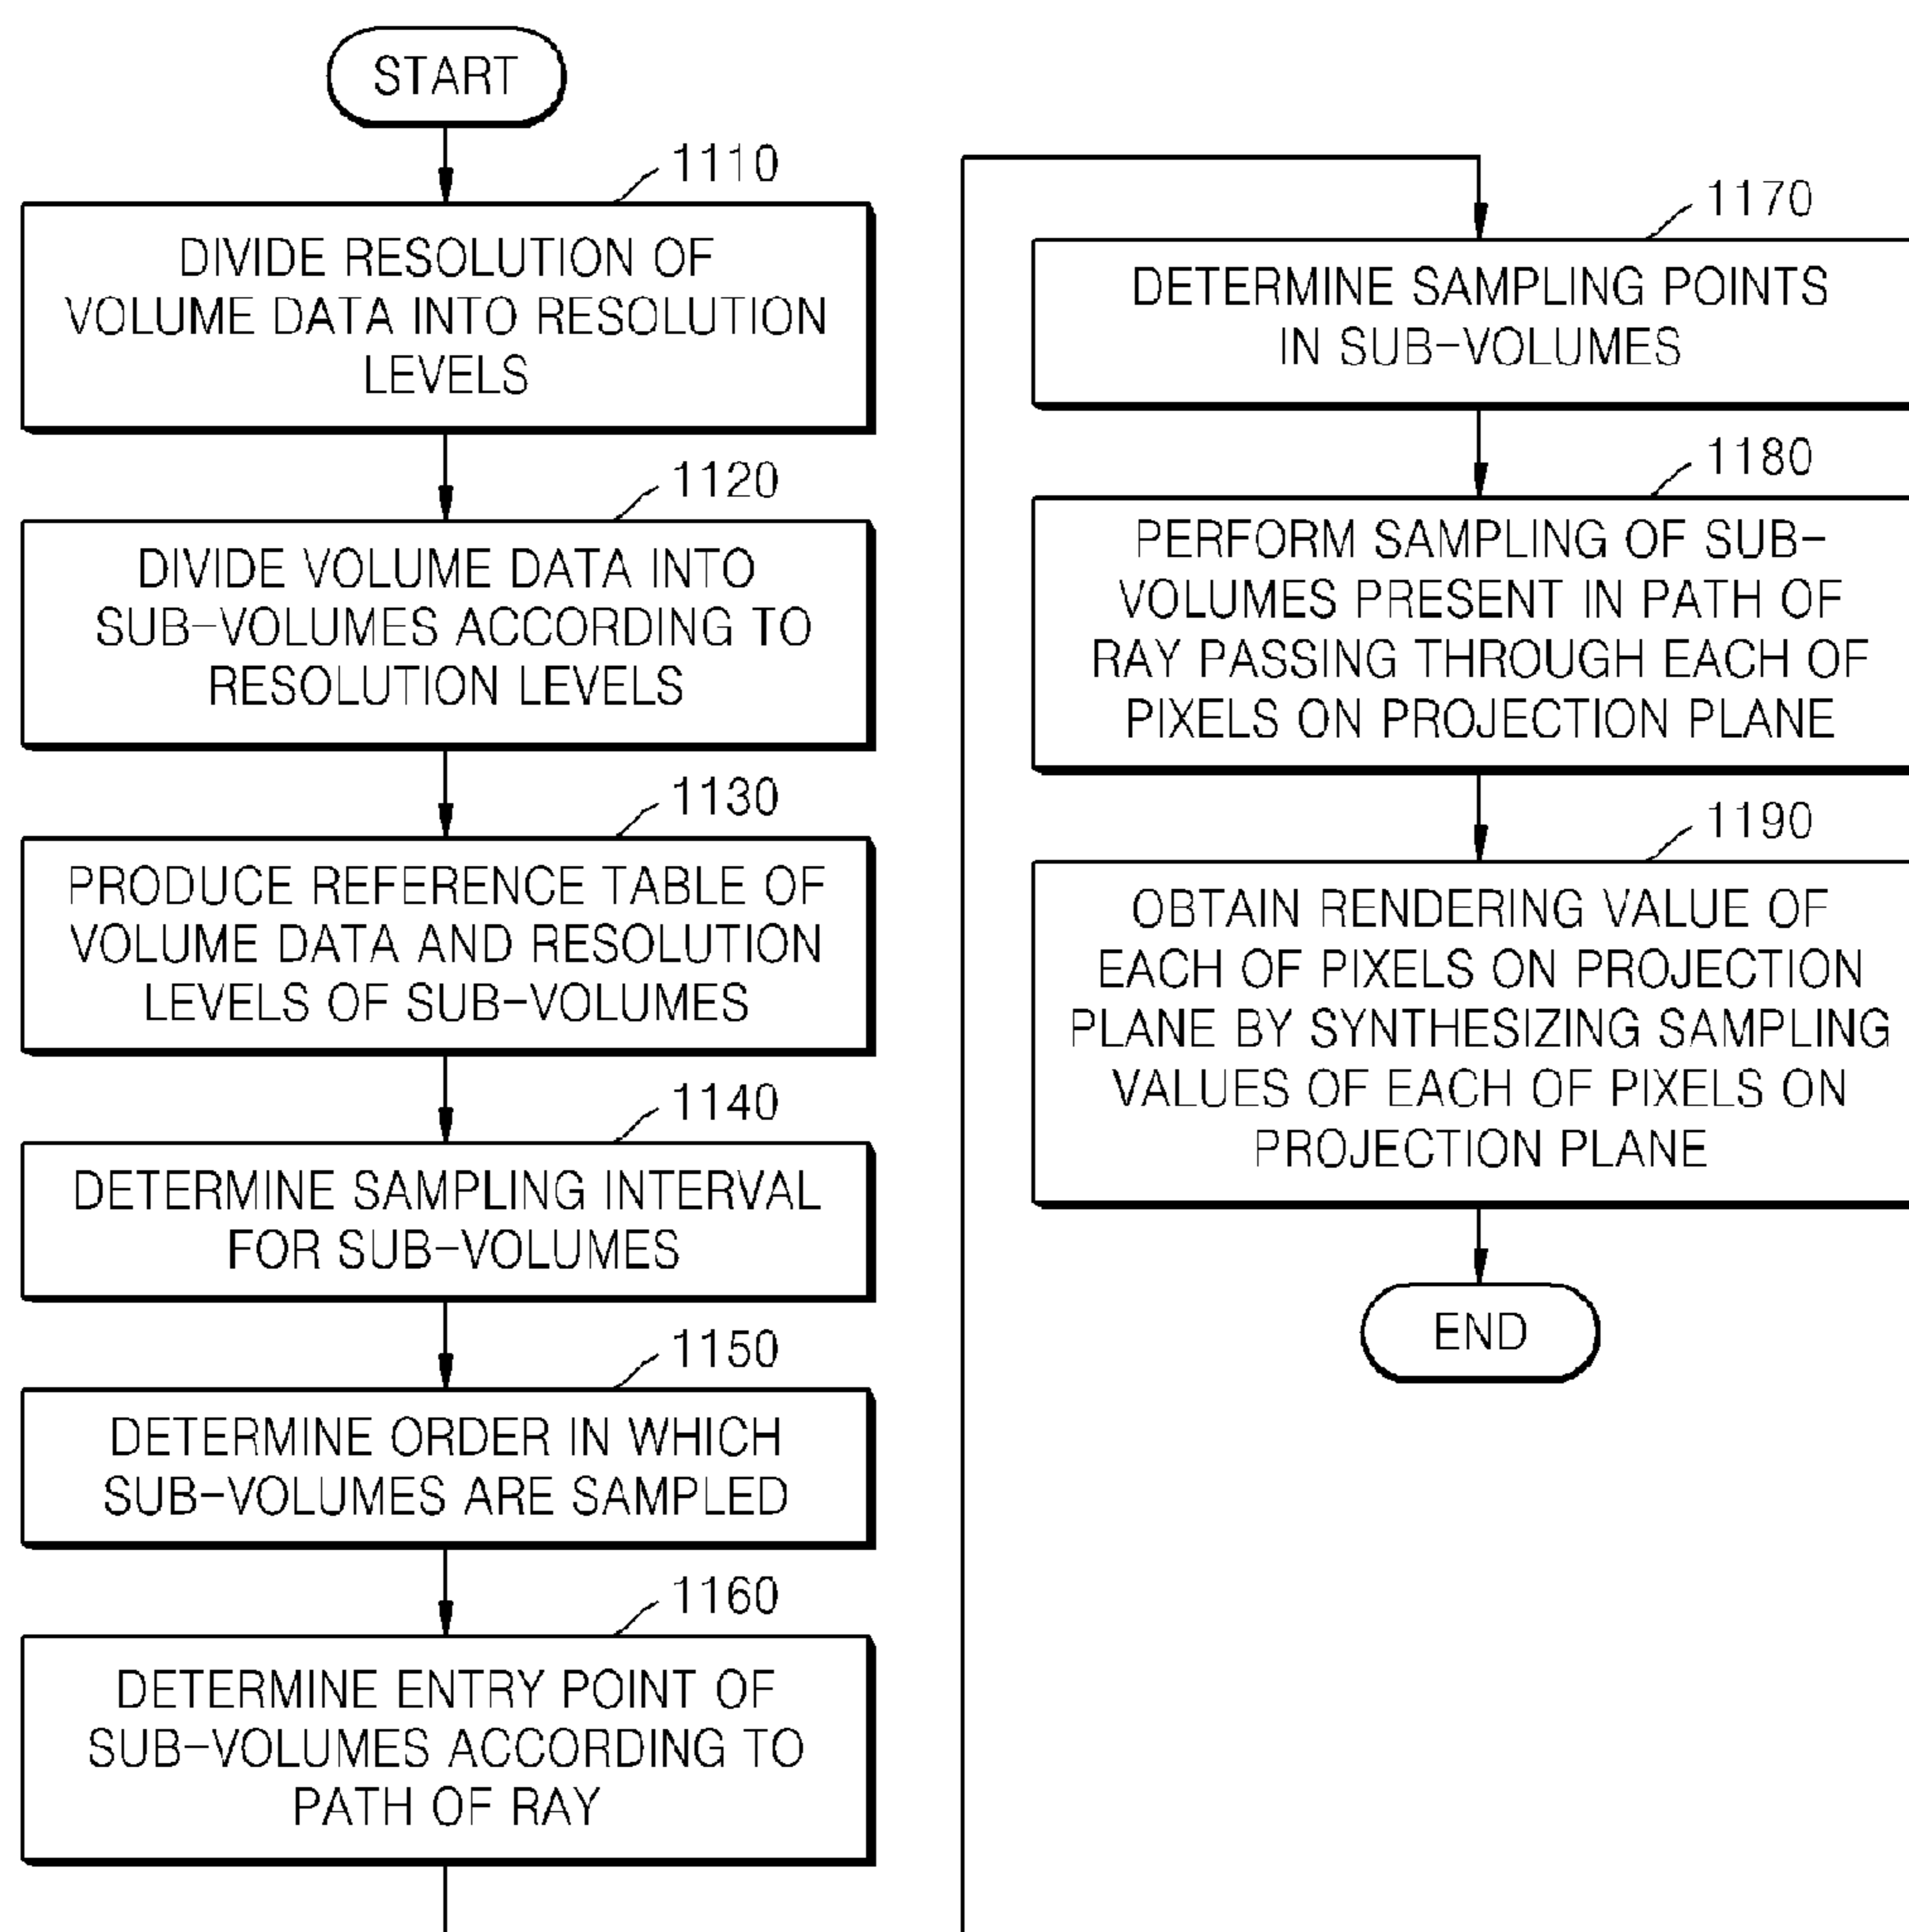 START
1110
DIVIDE RESOLUTION OF
VOLUME DATA INTO RESOLUTION
LEVELS
1120
DIVIDE VOLUME DATA INTO
SUB-VOLUMES ACCORDING TO
RESOLUTION LEVELS
1130
PRODUCE REFERENCE TABLE OF
VOLUME DATA AND RESOLUTION
LEVELS OF SUB-VOLUMES
1140
DETERMINE SAMPLING INTERVAL
FOR SUB-VOLUMES
1150
DETERMINE ORDER IN WHICH
SUB-VOLUMES ARE SAMPLED
1160
DETERMINE ENTRY POINT OF
SUB-VOLUMES ACCORDING TO
PATH OF RAY
1170
DETERMINE SAMPLING POINTS
IN SUB-VOLUMES
1180
PERFORM SAMPLING OF SUB-
VOLUMES PRESENT IN PATH OF
RAY PASSING THROUGH EACH OF
PIXELS ON PROJECTION PLANE
1190
OBTAIN RENDERING VALUE OF
EACH OF PIXELS ON PROJECTION
PLANE BY SYNTHESIZING SAMPLING
VALUES OF EACH OF PIXELS ON
PROJECTION PLANE
END